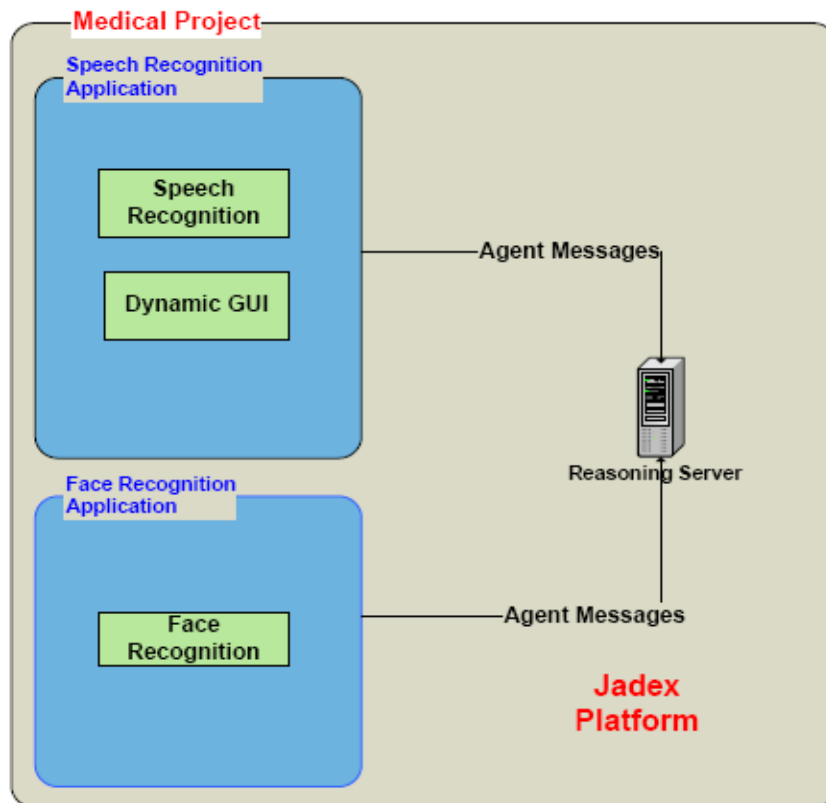 Medical Project
Speech Recognition
Application
Speech
Recognition
Dynamic GUI
Agent Messages
Reasoning Server
Face Recognition
Application
Face
Recognition
Agent Messages
Jadex
Platform